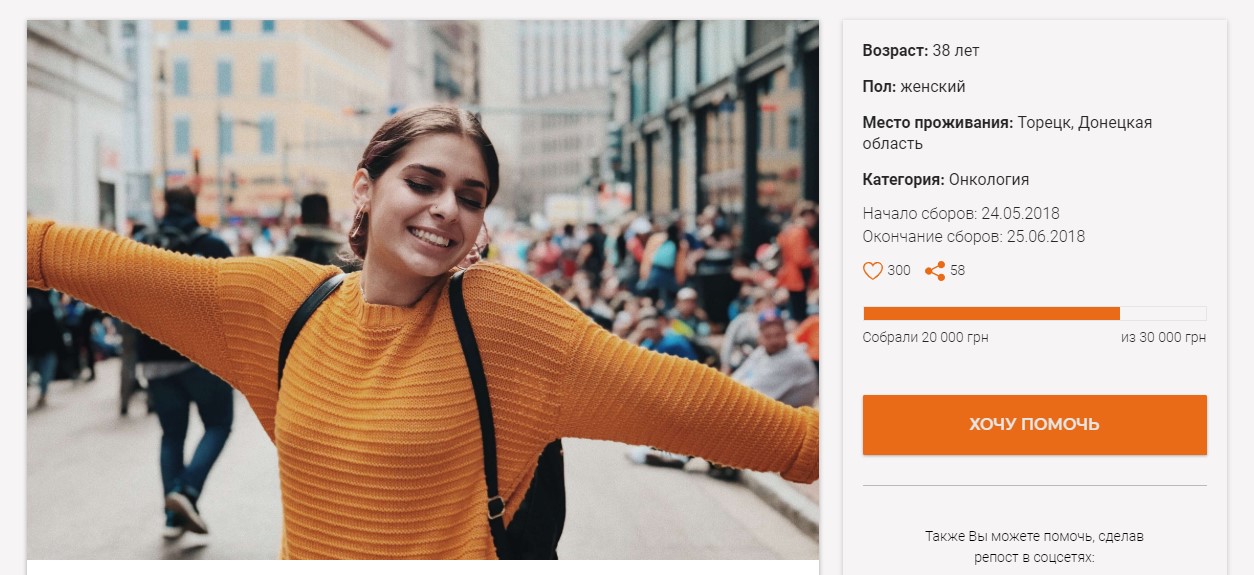 Возраст: 38 лет
Пол: женский
Место проживания: Торецк, Донецкая
область
Категория: Онкология
Начало сборов: 24.05.2018
Окончание сборов: 25.06.2018
300 58
Собрали 20 000 грн из 30 000 грн
ХОЧУ ПОМОЧЬ
Также Вы можете помочь, сделав
репост в соцсетях: